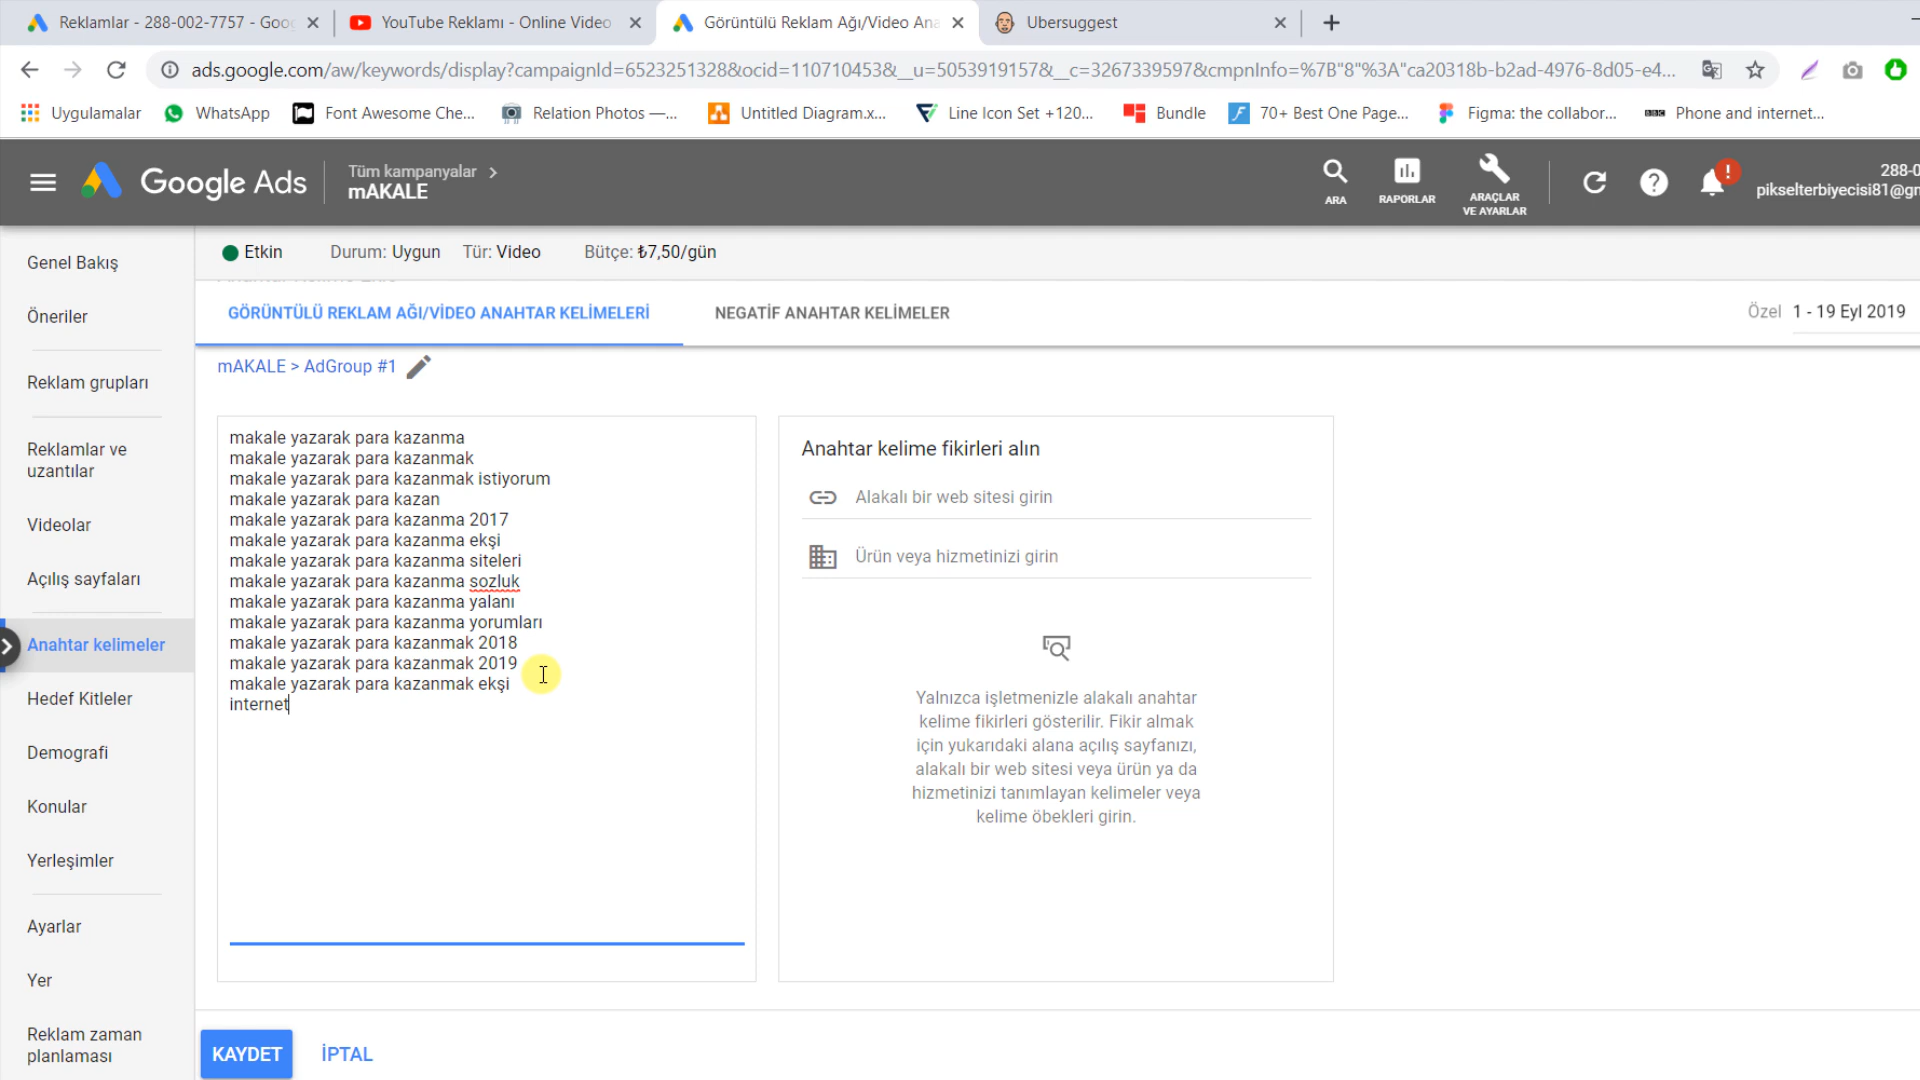 Reklamlar - 288-002-7757 - Goog
YouTube Reklamı - Online Video
Görüntülü Reklam Ağı/Video Ana
Ubersuggest
ads.google.com/aw/keywords/display?campaignId=6523251328&ocid=110710453&__u=5053919157&__c=3267339597&cmpnInfo=%7B"8"%3A"ca20318b-b2ad-4976-8d05-e4...
Uygulamalar
WhatsApp
Font Awesome Che...
Relation Photos —...
Untitled Diagram.x...
Line Icon Set +120...
Bundle
70+ Best One Page...
Figma: the collabor...
BBC
Phone and internet...
Google Ads
Tüm kampanyalar
mAKALE
ARA
RAPORLAR
ARAÇLAR
VE AYARLAR
288-0
pikselterbiyecisi81@gm
Etkin
Durum: Uygun
Tür: Video
Bütçe: ₺7,50/gün
GÖRÜNTÜLÜ REKLAM AĞI/VİDEO ANAHTAR KELİMELERİ
NEGATİF ANAHTAR KELİMELER
Özel 1 - 19 Eyl 2019
Genel Bakış
Öneriler
Reklam grupları
Reklamlar ve
uzantılar
Videolar
Açılış sayfaları
Anahtar kelimeler
Hedef Kitleler
Demografi
Konular
Yerleşimler
Ayarlar
Yer
Reklam zaman
planlaması
mAKALE > AdGroup #1
makale yazarak para kazanma
makale yazarak para kazanmak
makale yazarak para kazanmak istiyorum
makale yazarak para kazan
makale yazarak para kazanma 2017
makale yazarak para kazanma ekşi
makale yazarak para kazanma siteleri
makale yazarak para kazanma sozluk
makale yazarak para kazanma yalanı
makale yazarak para kazanma yorumları
makale yazarak para kazanmak 2018
makale yazarak para kazanmak 2019
makale yazarak para kazanmak ekşi
internet
Anahtar kelime fikirleri alın
Alakalı bir web sitesi girin
Ürün veya hizmetinizi girin
Yalnızca işletmenizle alakalı anahtar
kelime fikirleri gösterilir. Fikir almak
için yukarıdaki alana açılış sayfanızı,
alakalı bir web sitesi veya ürün ya da
hizmetinizi tanımlayan kelimeler veya
kelime öbekleri girin.
KAYDET
İPTAL